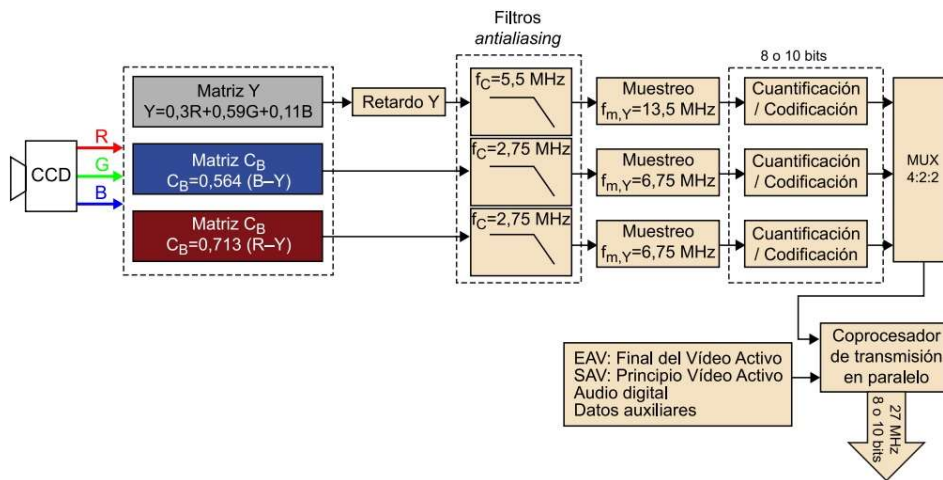 Filtros
antialiasing
8 o 10 bits
Matriz Y
Y=0,3R+0,59G+0,11B
Retardo Y
fC=5,5 MHz
Muestreo
fm,Y=13,5 MHz
Cuantificación
/ Codificación
R
G
B
CCD
Matriz CB
CB=0,564 (B–Y)
fC=2,75 MHz
Muestreo
fm,Y=6,75 MHz
Cuantificación
/ Codificación
MUX
4:2:2
Matriz CB
CB=0,713 (R–Y)
fC=2,75 MHz
Muestreo
fm,Y=6,75 MHz
Cuantificación
/ Codificación
EAV: Final del Vídeo Activo
SAV: Principio Vídeo Activo
Audio digital
Datos auxiliares
Coprocesador
de transmisión
en paralelo
27 MHz
8 o 10 bits